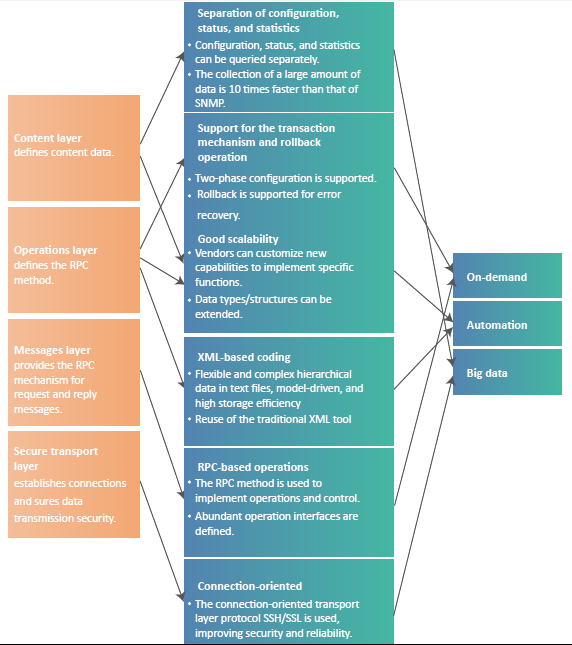 Content layer
defines content data.
Operations layer
defines the RPC
method.
Messages layer
provides the RPC
mechanism for
request and reply
messages.
Secure transport
layer
establishes connections
and sures data
transmission security.
Separation of configuration,
status, and statistics
• Configuration, status, and statistics
can be queried separately.
• The collection of a large amount of
data is 10 times faster than that of
SNMP.
Support for the transaction
mechanism and rollback
operation
• Two-phase configuration is supported.
• Rollback is supported for error
recovery.
Good scalability
• Vendors can customize new
capabilities to implement specific
functions.
• Data types/structures can be
extended.
XML-based coding
• Flexible and complex hierarchical
data in text files, model-driven, and
high storage efficiency
• Reuse of the traditional XML tool
RPC-based operations
• The RPC method is used to
implement operations and control.
• Abundant operation interfaces are
defined.
Connection-oriented
• The connection-oriented transport
layer protocol SSH/SSL is used,
improving security and reliability.
On-demand
Automation
Big data